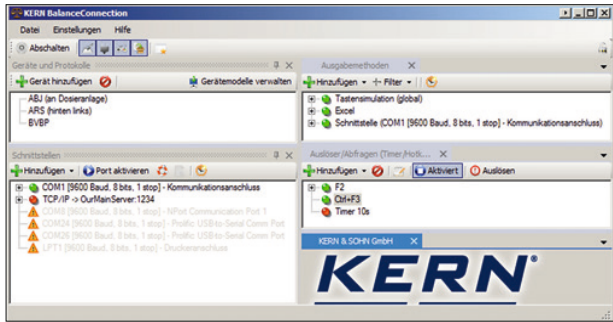 KERN BalanceConnection
Datei Einstellungen Hilfe
Abschalten
Geräte und Protokolle
Gerät hinzufügen Gerätemodelle verwalten
ABJ (an Dosieranlage)
ARS (hinten links)
BVBP
Ausgabemethoden
Hinzufügen Filter
Tastensimulation (global)
Excel
Schnittstelle (COM1 [9600 Baud, 8 bits, 1 stop] - Kommunikationsanschluss)
Schnittstellen
Hinzufügen Port aktivieren
COM1 [9600 Baud, 8 bits, 1 stop] - Kommunikationsanschluss
TCP/IP -> OurMainServer:1234
COM8 [9600 Baud, 8 bits, 1 stop] - NPort Communication Port 1
COM24 [9600 Baud, 8 bits, 1 stop] - Prolific USB-to-Serial Comm Port
COM26 [9600 Baud, 8 bits, 1 stop] - Prolific USB-to-Serial Comm Port
LPT1 [9600 Baud, 8 bits, 1 stop] - Druckeranschluss
Auslöser/Abfragen (Timer/Hotk...
Hinzufügen Aktiviert Auslösen
F2
Ctrl+F3
Timer 10s
KERN & SOHN GmbH
KERN